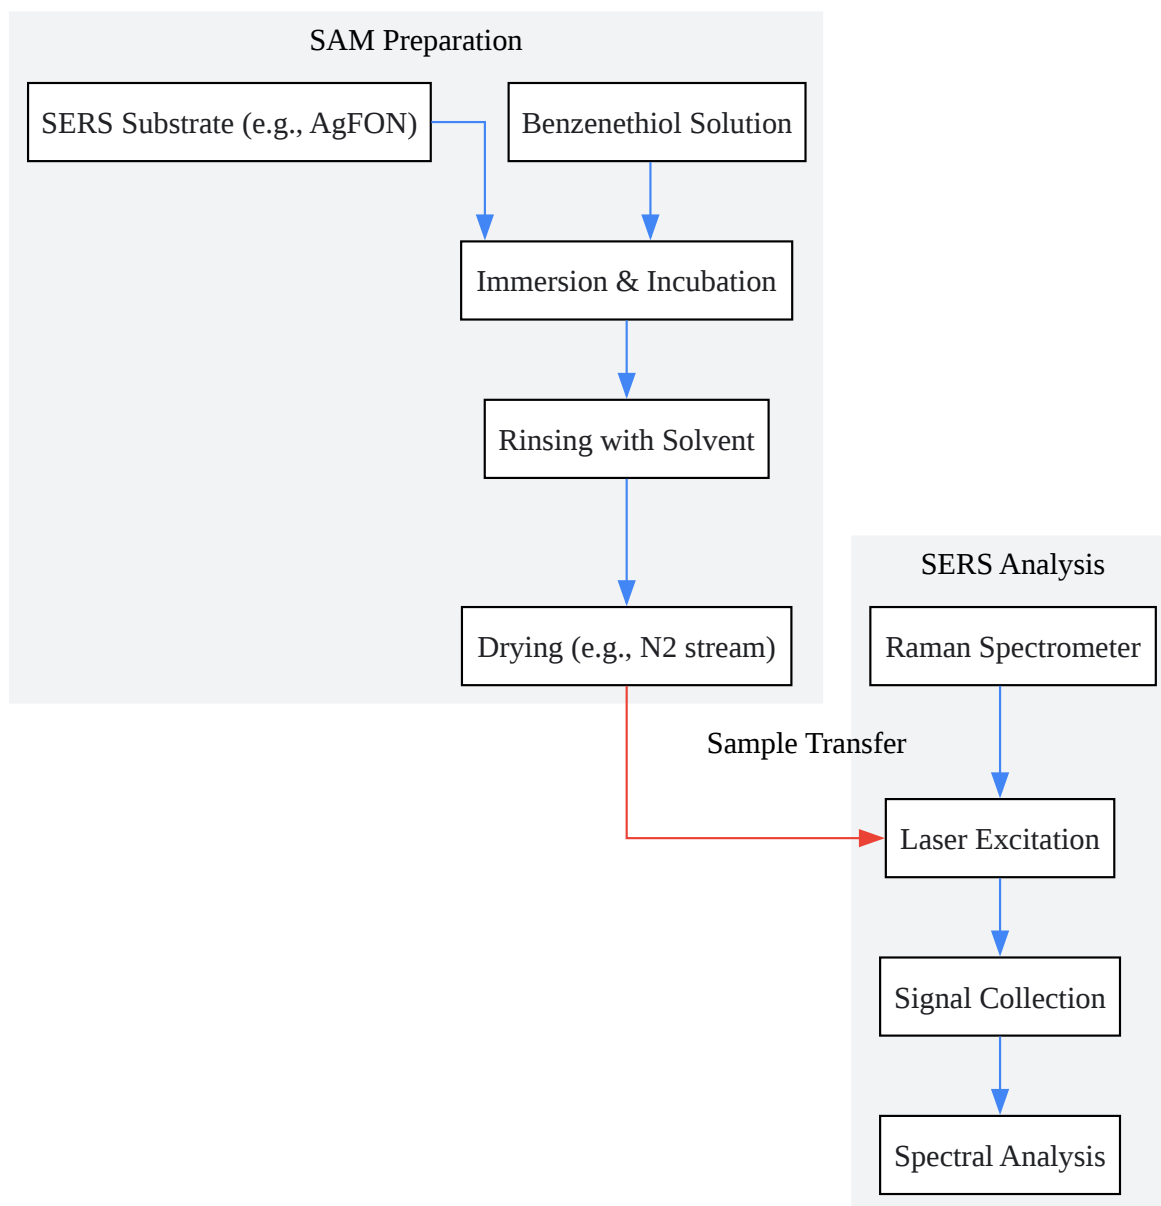 SAM Preparation
SERS Substrate (e.g., AgFON)
Benzenethiol Solution
Immersion & Incubation
Rinsing with Solvent
Drying (e.g., N2 stream)
Sample Transfer
SERS Analysis
Raman Spectrometer
Laser Excitation
Signal Collection
Spectral Analysis